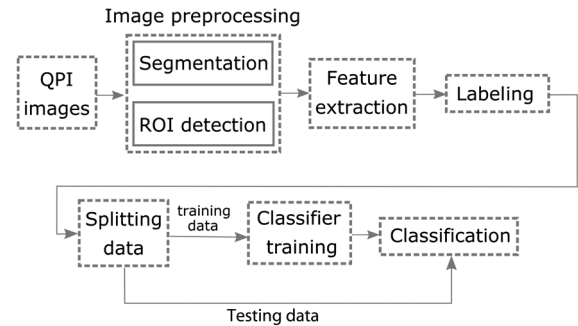 Image preprocessing
QPI
images
Segmentation
ROI detection
Feature
extraction
Labeling
Splitting
data
training
data
Classifier
training
Classification
Testing data